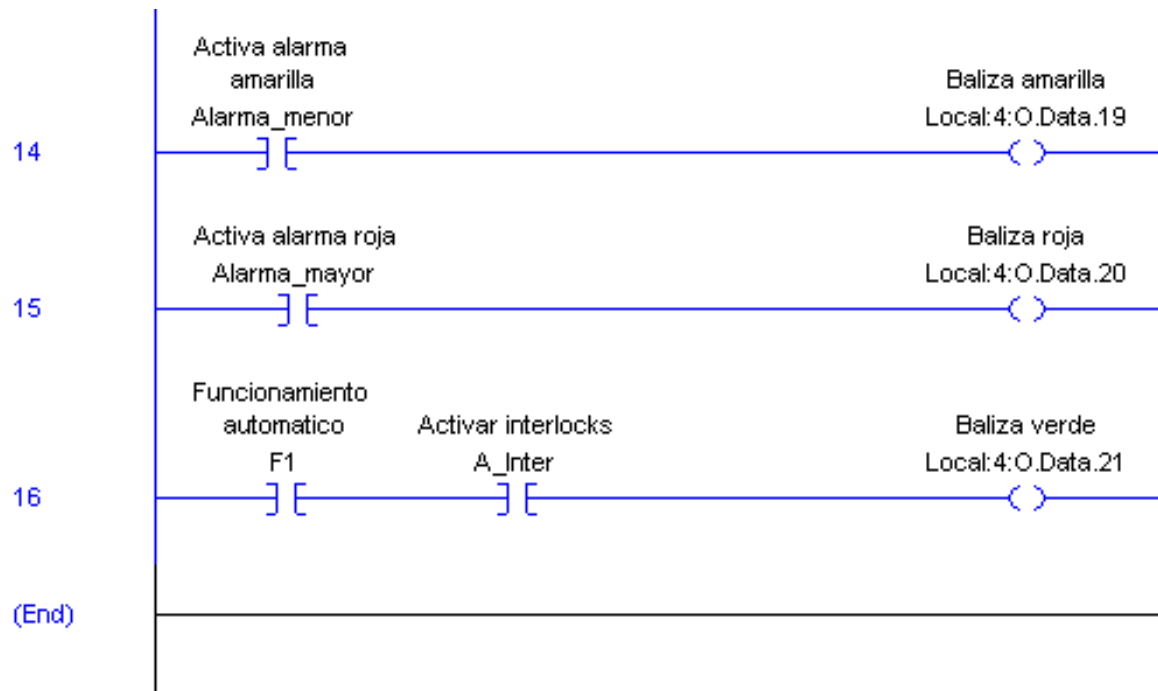 Activa alarma
amarilla
Alarma_menor
Baliza amarilla
Local:4:O.Data.19
14
Activa alarma roja
Alarma_mayor
Baliza roja
Local:4:O.Data.20
15
Funcionamiento
automatico
F1
Activar interlocks
A_Inter
Baliza verde
Local:4:O.Data.21
16
(End)